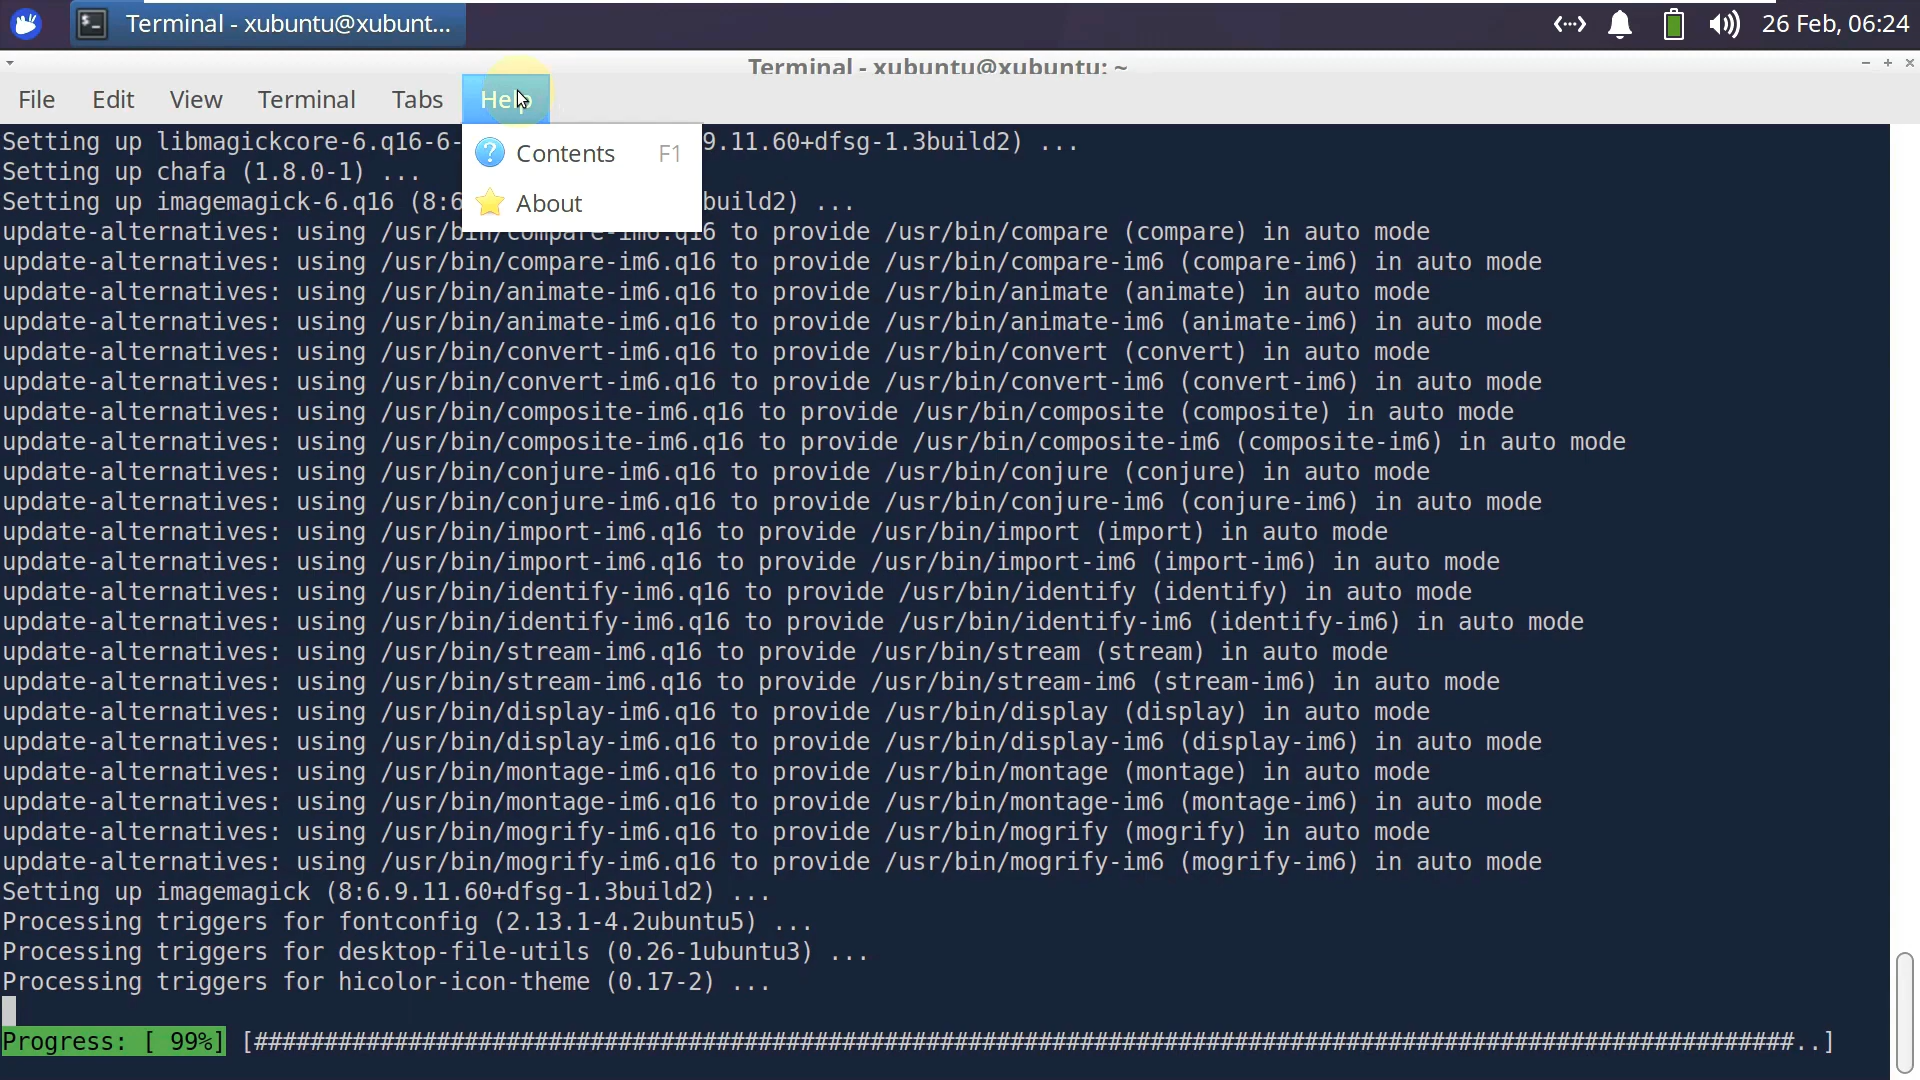 Terminal - xubuntu@xubunt...
26 Feb, 06:24
Terminal - xubuntu@xubuntu: ~
File Edit View Terminal Tabs Help
Contents F1
About
Setting up libmagickcore-6.q16-6- 9.11.60+dfsg-1.3build2) ...
Setting up chafa (1.8.0-1) ...
Setting up imagemagick-6.q16 (8:6 build2) ...
update-alternatives: using /usr/bin/compare-im6.q16 to provide /usr/bin/compare (compare) in auto mode
update-alternatives: using /usr/bin/compare-im6.q16 to provide /usr/bin/compare-im6 (compare-im6) in auto mode
update-alternatives: using /usr/bin/animate-im6.q16 to provide /usr/bin/animate (animate) in auto mode
update-alternatives: using /usr/bin/animate-im6.q16 to provide /usr/bin/animate-im6 (animate-im6) in auto mode
update-alternatives: using /usr/bin/convert-im6.q16 to provide /usr/bin/convert (convert) in auto mode
update-alternatives: using /usr/bin/convert-im6.q16 to provide /usr/bin/convert-im6 (convert-im6) in auto mode
update-alternatives: using /usr/bin/composite-im6.q16 to provide /usr/bin/composite (composite) in auto mode
update-alternatives: using /usr/bin/composite-im6.q16 to provide /usr/bin/composite-im6 (composite-im6) in auto mode
update-alternatives: using /usr/bin/conjure-im6.q16 to provide /usr/bin/conjure (conjure) in auto mode
update-alternatives: using /usr/bin/conjure-im6.q16 to provide /usr/bin/conjure-im6 (conjure-im6) in auto mode
update-alternatives: using /usr/bin/import-im6.q16 to provide /usr/bin/import (import) in auto mode
update-alternatives: using /usr/bin/import-im6.q16 to provide /usr/bin/import-im6 (import-im6) in auto mode
update-alternatives: using /usr/bin/identify-im6.q16 to provide /usr/bin/identify (identify) in auto mode
update-alternatives: using /usr/bin/identify-im6.q16 to provide /usr/bin/identify-im6 (identify-im6) in auto mode
update-alternatives: using /usr/bin/stream-im6.q16 to provide /usr/bin/stream (stream) in auto mode
update-alternatives: using /usr/bin/stream-im6.q16 to provide /usr/bin/stream-im6 (stream-im6) in auto mode
update-alternatives: using /usr/bin/display-im6.q16 to provide /usr/bin/display (display) in auto mode
update-alternatives: using /usr/bin/display-im6.q16 to provide /usr/bin/display-im6 (display-im6) in auto mode
update-alternatives: using /usr/bin/montage-im6.q16 to provide /usr/bin/montage (montage) in auto mode
update-alternatives: using /usr/bin/montage-im6.q16 to provide /usr/bin/montage-im6 (montage-im6) in auto mode
update-alternatives: using /usr/bin/mogrify-im6.q16 to provide /usr/bin/mogrify (mogrify) in auto mode
update-alternatives: using /usr/bin/mogrify-im6.q16 to provide /usr/bin/mogrify-im6 (mogrify-im6) in auto mode
Setting up imagemagick (8:6.9.11.60+dfsg-1.3build2) ...
Processing triggers for fontconfig (2.13.1-4.2ubuntu5) ...
Processing triggers for desktop-file-utils (0.26-1ubuntu3) ...
Processing triggers for hicolor-icon-theme (0.17-2) ...
Progress: [ 99%] [##############################################################################################################..]